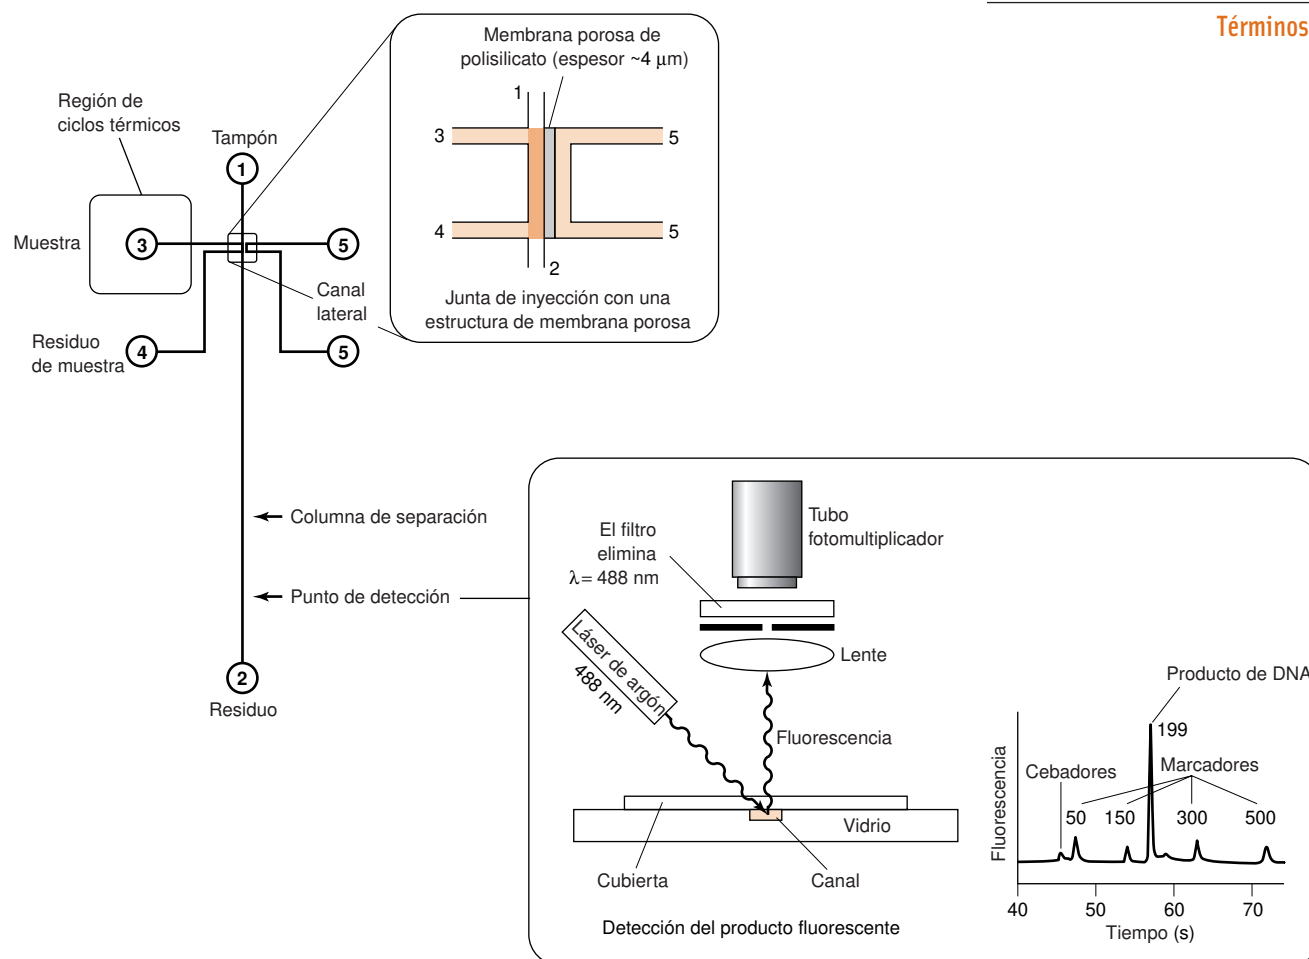 Términos
Membrana porosa de
polisilicato (espesor ~4 μm)
1
3
5
4
5
2
Junta de inyección con una
estructura de membrana porosa
Región de
ciclos térmicos
Tampón
1
Muestra
3
5
Canal
lateral
Residuo
de muestra
4
5
Columna de separación
Punto de detección
2
Residuo
Tubo
fotomultiplicador
El filtro
elimina
λ = 488 nm
Lente
Láser de argón
488 nm
Fluorescencia
Vidrio
Cubierta
Canal
Detección del producto fluorescente
Producto de DNA
199
Cebadores
Marcadores
50 150 300 500
Fluorescencia
40 50 60 70
Tiempo (s)